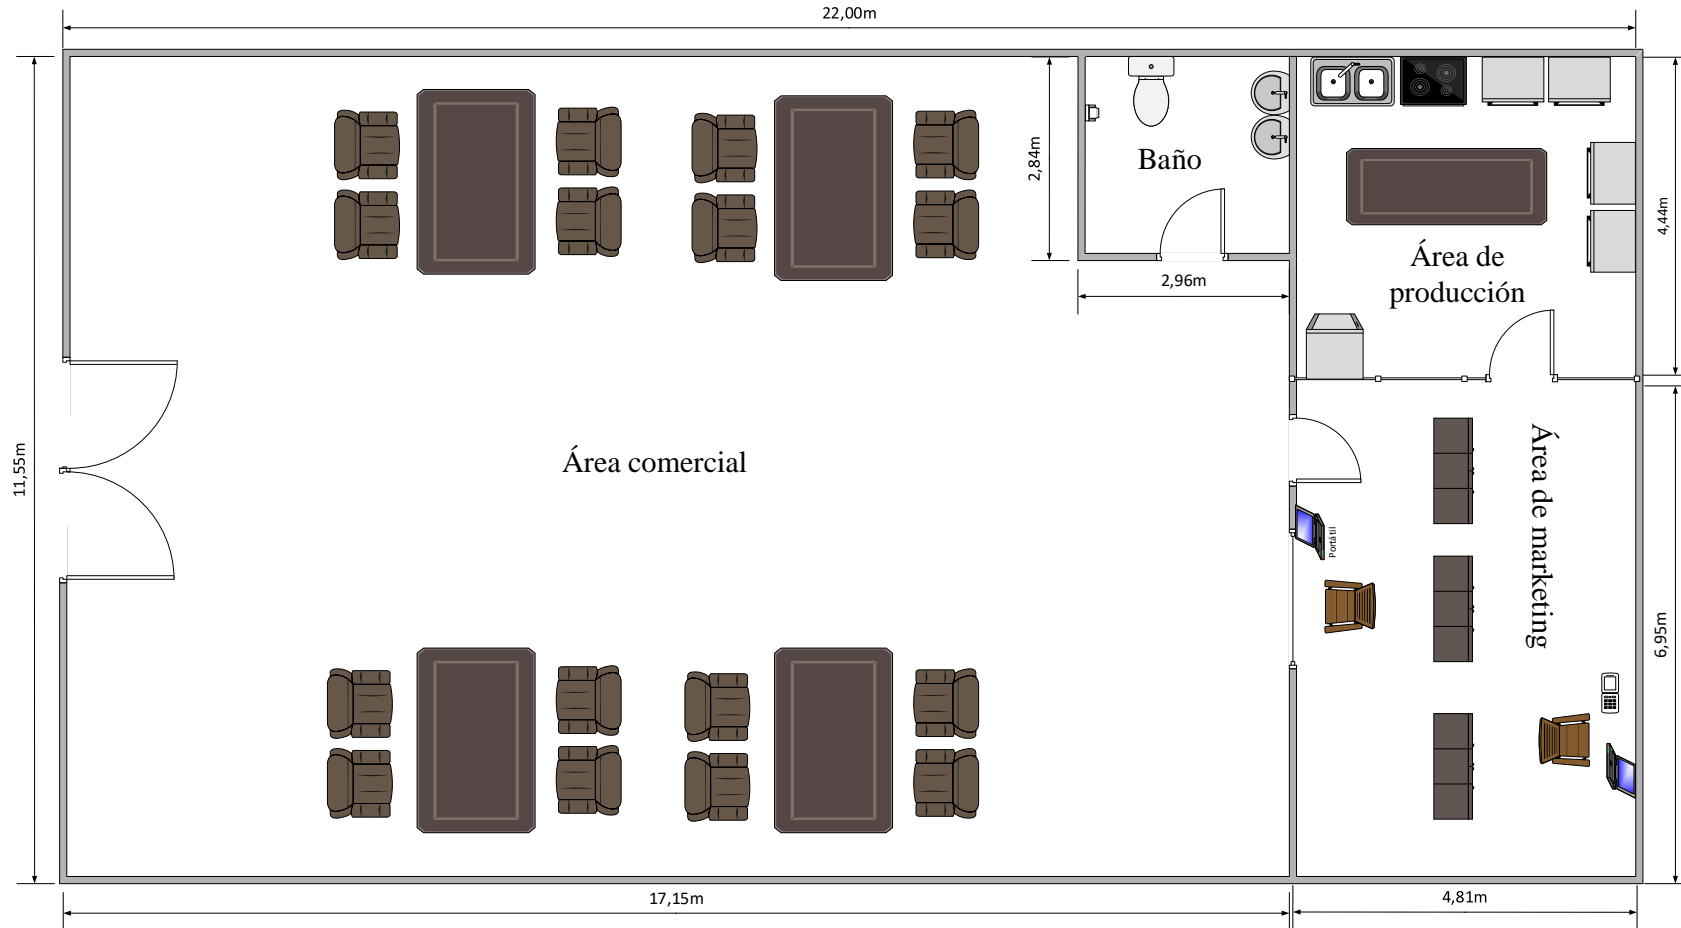 22,00m
2,84m
Baño
4,44m
Área de
producción
2,96m
11,55m
Área comercial
Área de marketing
Portátil
6,95m
17,15m
4,81m